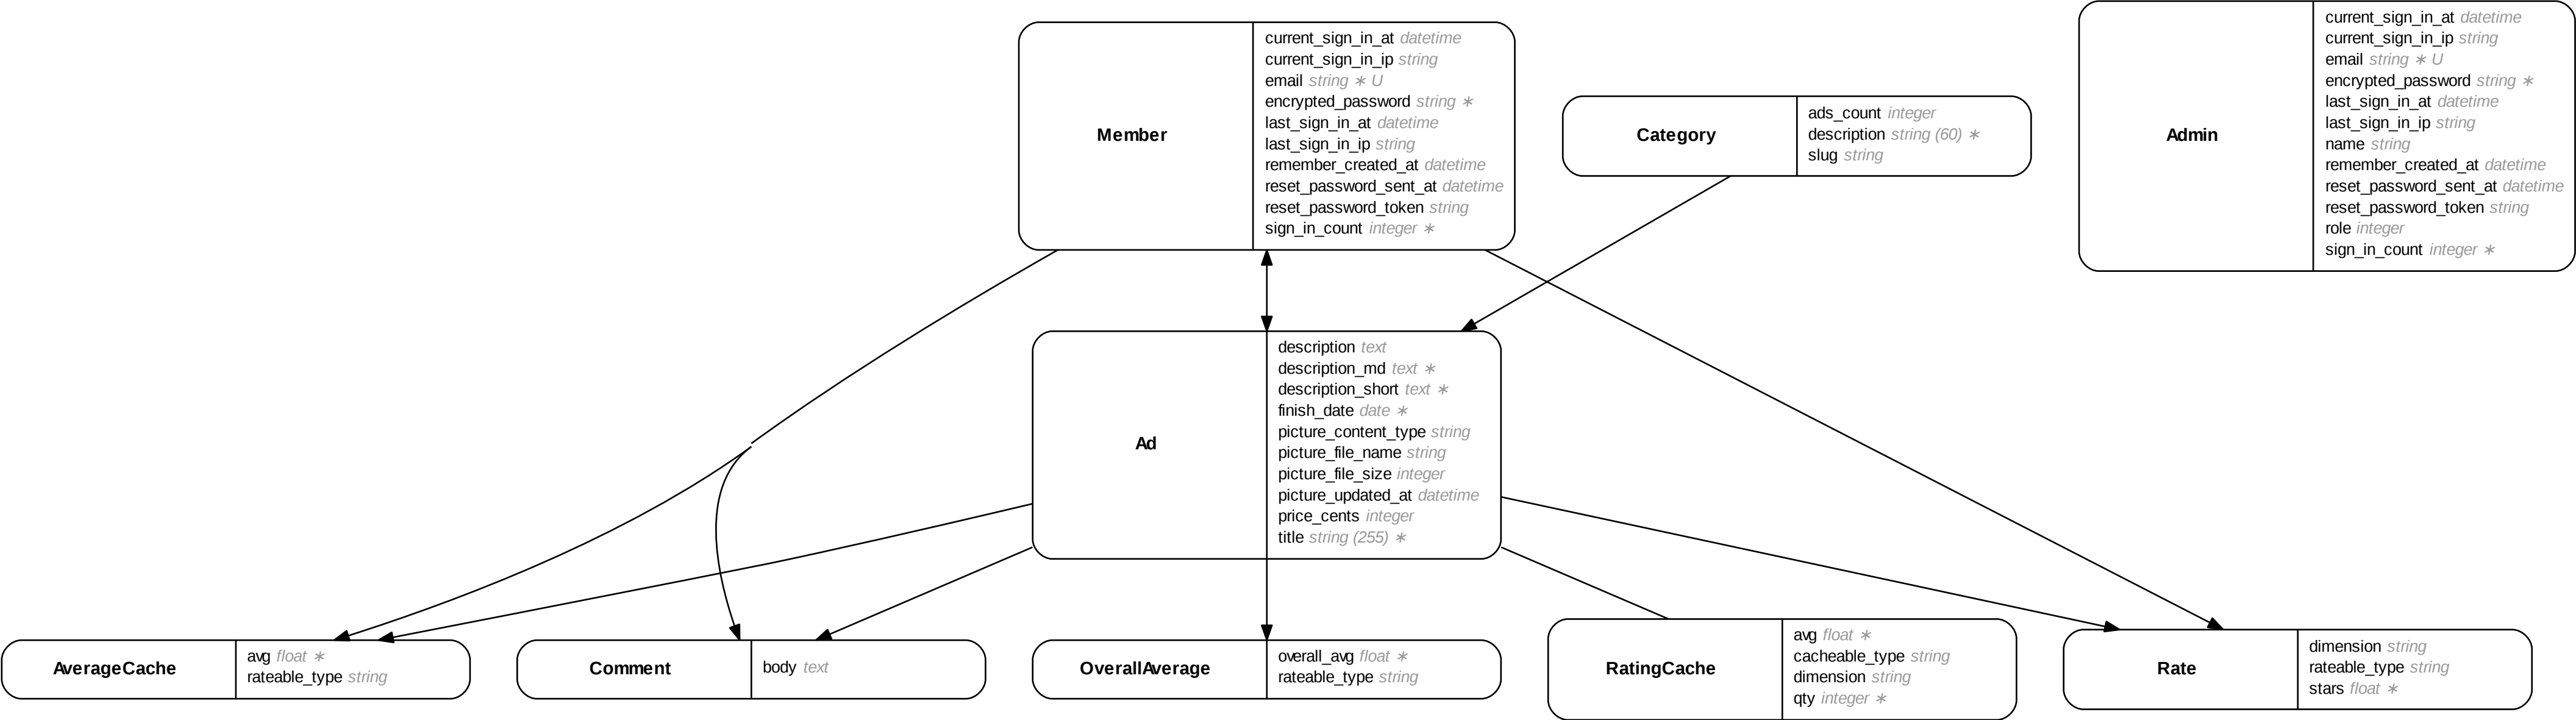 Member
current_sign_in_at datetime
current_sign_in_ip string
email string ∗ U
encrypted_password string ∗
last_sign_in_at datetime
last_sign_in_ip string
remember_created_at datetime
reset_password_sent_at datetime
reset_password_token string
sign_in_count integer ∗
Category
ads_count integer
description string (60) ∗
slug string
Admin
current_sign_in_at datetime
current_sign_in_ip string
email string ∗ U
encrypted_password string ∗
last_sign_in_at datetime
last_sign_in_ip string
name string
remember_created_at datetime
reset_password_sent_at datetime
reset_password_token string
role integer
sign_in_count integer ∗
Ad
description text
description_md text ∗
description_short text ∗
finish_date date ∗
picture_content_type string
picture_file_name string
picture_file_size integer
picture_updated_at datetime
price_cents integer
title string (255) ∗
AverageCache
avg float ∗
rateable_type string
Comment
body text
OverallAverage
overall_avg float ∗
rateable_type string
RatingCache
avg float ∗
cacheable_type string
dimension string
qty integer ∗
Rate
dimension string
rateable_type string
stars float ∗